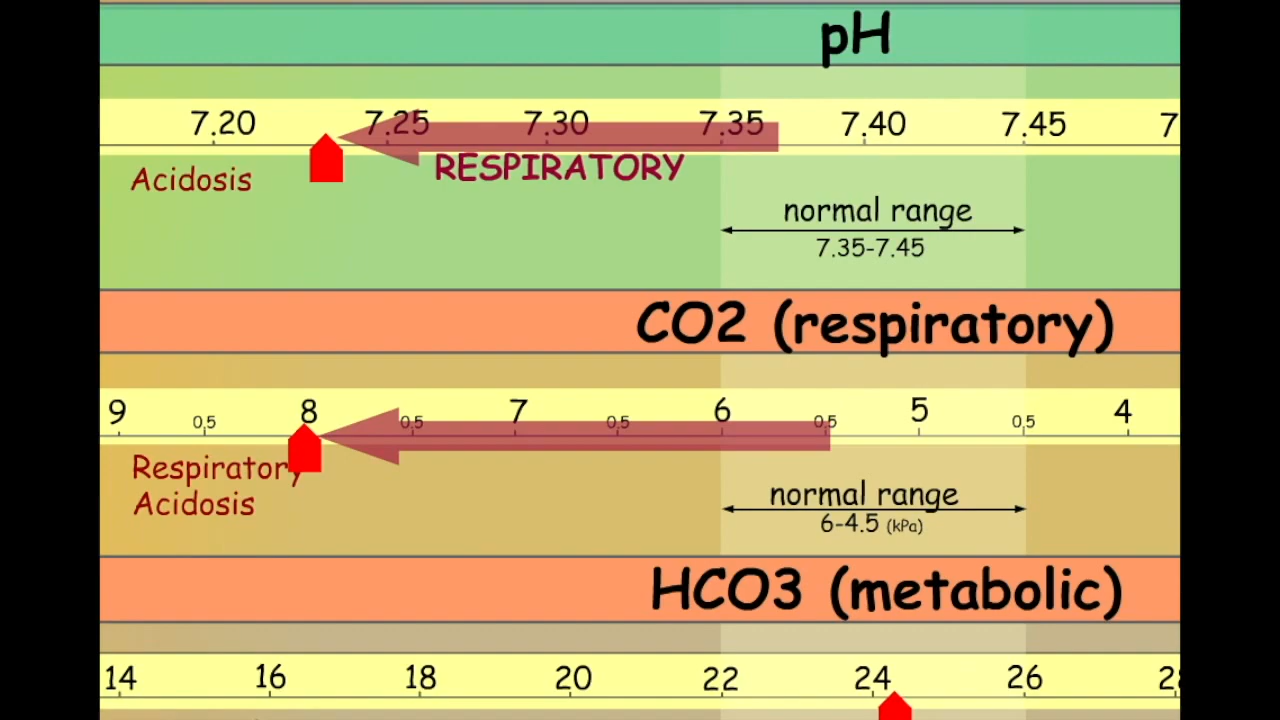 pH
7.20 7.25 7.30 7.35 7.40 7.45 7
RESPIRATORY
Acidosis
normal range
7.35-7.45
CO2 (respiratory)
9 0.5 8 0.5 7 0.5 6 0.5 5 0.5 4
Respiratory
Acidosis
normal range
6-4.5 (kPa)
HCO3 (metabolic)
14 16 18 20 22 24 26 28